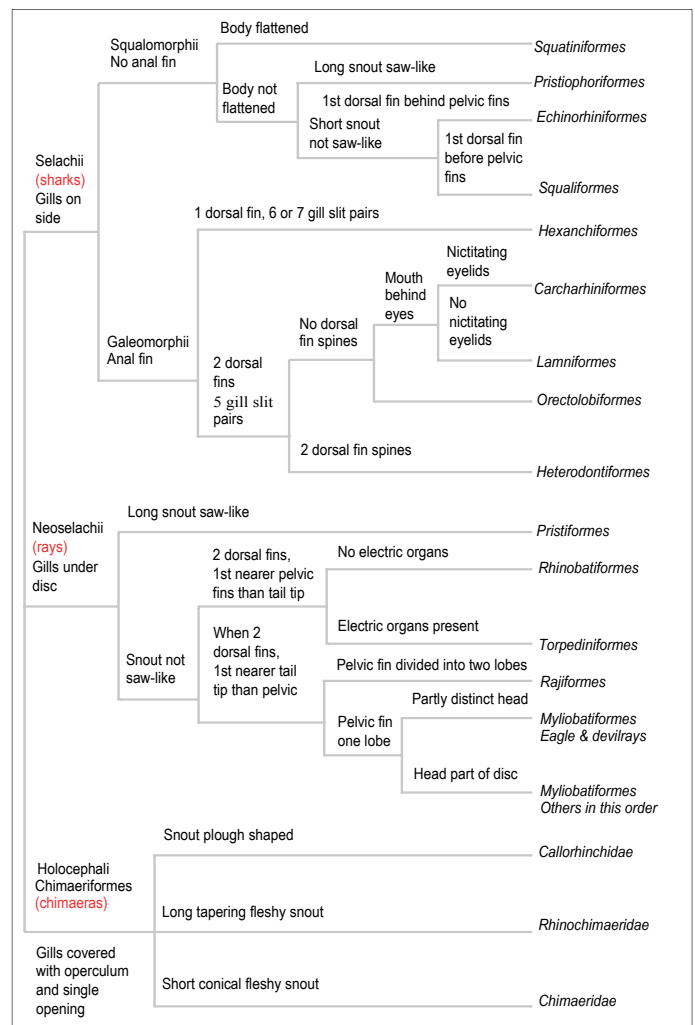 Squalomorphii
No anal fin
Body flattened
Squatiniformes
Body not
flattened
Long snout saw-like
Pristiophoriformes
1st dorsal fin behind pelvic fins
Echinorhiniformes
Short snout
not saw-like
1st dorsal fin
before pelvic
fins
Squaliformes
Selachii
(sharks)
Gills on
side
1 dorsal fin, 6 or 7 gill slit pairs
Hexanchiformes
Galeomorphii
Anal fin
2 dorsal
fins
5 gill slit
pairs
No dorsal
fin spines
Mouth
behind
eyes
Nictitating
eyelids
Carcharhiniformes
No
nictitating
eyelids
Lamniformes
Orectolobiformes
2 dorsal fin spines
Heterodontiformes
Neoselachii
(rays)
Gills under
disc
Long snout saw-like
Pristiformes
Snout not
saw-like
2 dorsal fins,
1st nearer pelvic
fins than tail tip
No electric organs
Rhinobatiformes
Electric organs present
Torpediniformes
When 2
dorsal fins,
1st nearer tail
tip than pelvic
Pelvic fin divided into two lobes
Rajiformes
Pelvic fin
one lobe
Partly distinct head
Myliobatiformes
Eagle & devilrays
Head part of disc
Myliobatiformes
Others in this order
Holocephali
Chimaeriformes
(chimaeras)
Gills covered
with operculum
and single
opening
Snout plough shaped
Callorhinchidae
Long tapering fleshy snout
Rhinochimaeridae
Short conical fleshy snout
Chimaeridae